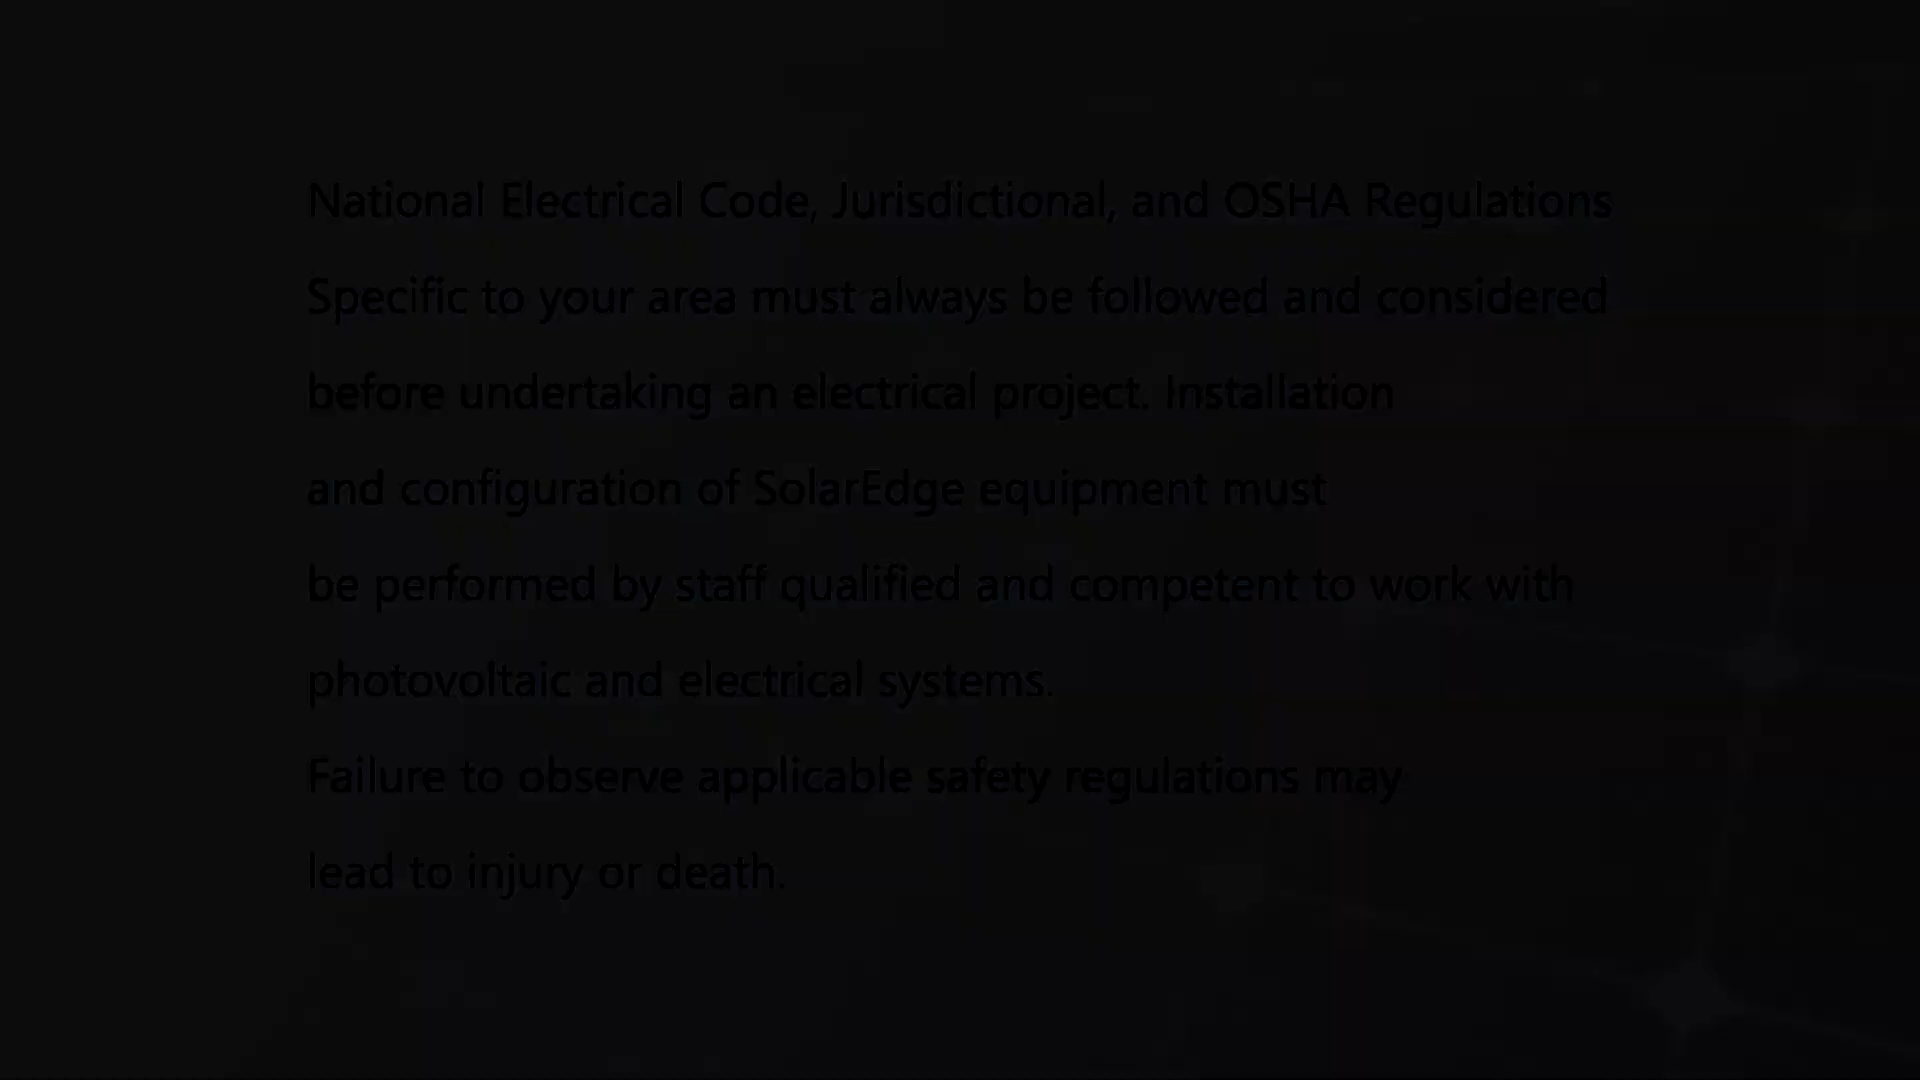 National Electrical Code, Jurisdictional, and OSHA Regulations
Specific to your area must always be followed and considered
before undertaking an electrical project. Installation
and configuration of SolarEdge equipment must
be performed by staff qualified and competent to work with
photovoltaic and electrical systems.
Failure to observe applicable safety regulations may
lead to injury or death.